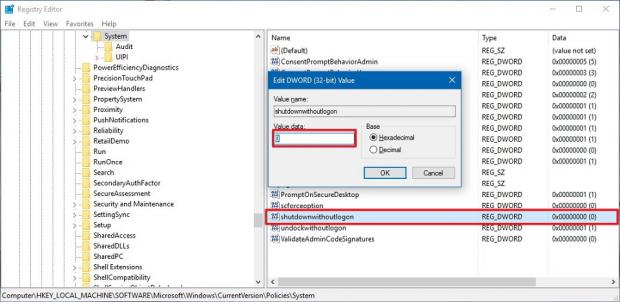 Registry Editor
File Edit View Favorites Help
System
Audit
UIPI
PowerEfficiencyDiagnostics
PrecisionTouchPad
PreviewHandlers
PropertySystem
Proximity
PushNotifications
Reliability
RetailDemo
Run
RunOnce
Search
SecondaryAuthFactor
SecureAssessment
Security and Maintenance
SettingSync
Setup
SharedAccess
SharedDLLs
SharedPC
Shell Extensions
ShellCompatibility
Name Type Data
(Default) REG_SZ (value not set)
ConsentPromptBehaviorAdmin REG_DWORD 0x00000005 (5)
REG_DWORD 0x00000003 (3)
REG_DWORD 0x00000000 (0)
REG_DWORD 0x00000002 (2)
REG_DWORD 0x00000001 (1)
REG_DWORD 0x00000001 (1)
REG_DWORD 0x00000001 (1)
REG_DWORD 0x00000001 (1)
REG_DWORD 0x00000000 (0)
REG_DWORD 0x00000000 (0)
REG_SZ
REG_SZ
PromptOnSecureDesktop REG_DWORD 0x00000001 (1)
scforceoption REG_DWORD 0x00000000 (0)
shutdownwithoutlogon REG_DWORD 0x00000000 (0)
undockwithoutlogon REG_DWORD 0x00000001 (1)
ValidateAdminCodeSignatures REG_DWORD 0x00000000 (0)
Edit DWORD (32-bit) Value
Value name:
shutdownwithoutlogon
Value data:
Base
Hexadecimal
Decimal
OK Cancel
Computer\HKEY_LOCAL_MACHINE\SOFTWARE\Microsoft\Windows\CurrentVersion\Policies\System